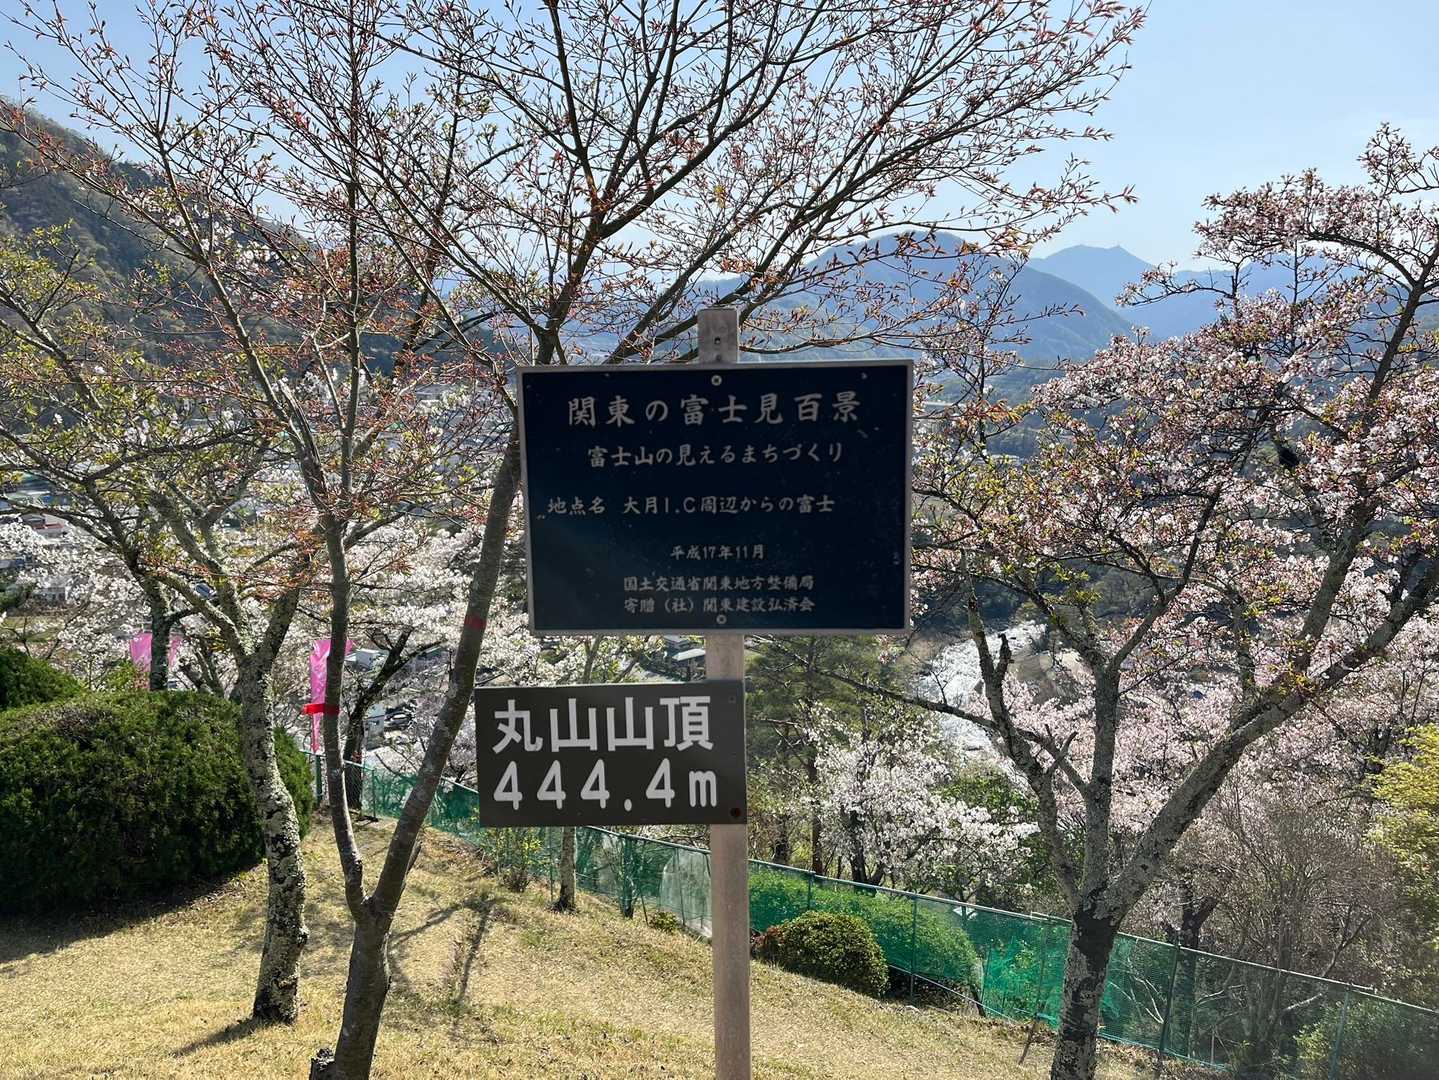 関東の富士見百景
富士山の見えるまちづくり
地点名 大月I.C周辺からの富士
平成17年11月
国土交通省関東地方整備局
寄贈（社）関東建設弘済会
丸山山頂
444.4m